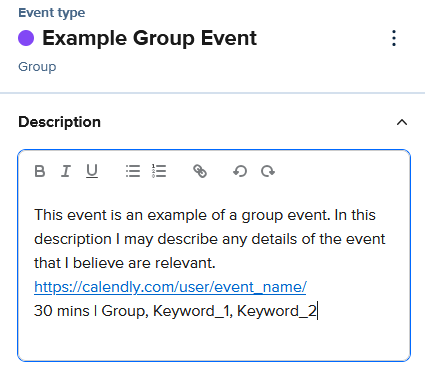 Event type
Example Group Event
Group
Description
B I U
This event is an example of a group event. In this
description I may describe any details of the event
that I believe are relevant.
https://calendly.com/user/event_name/
30 mins | Group, Keyword_1, Keyword_2